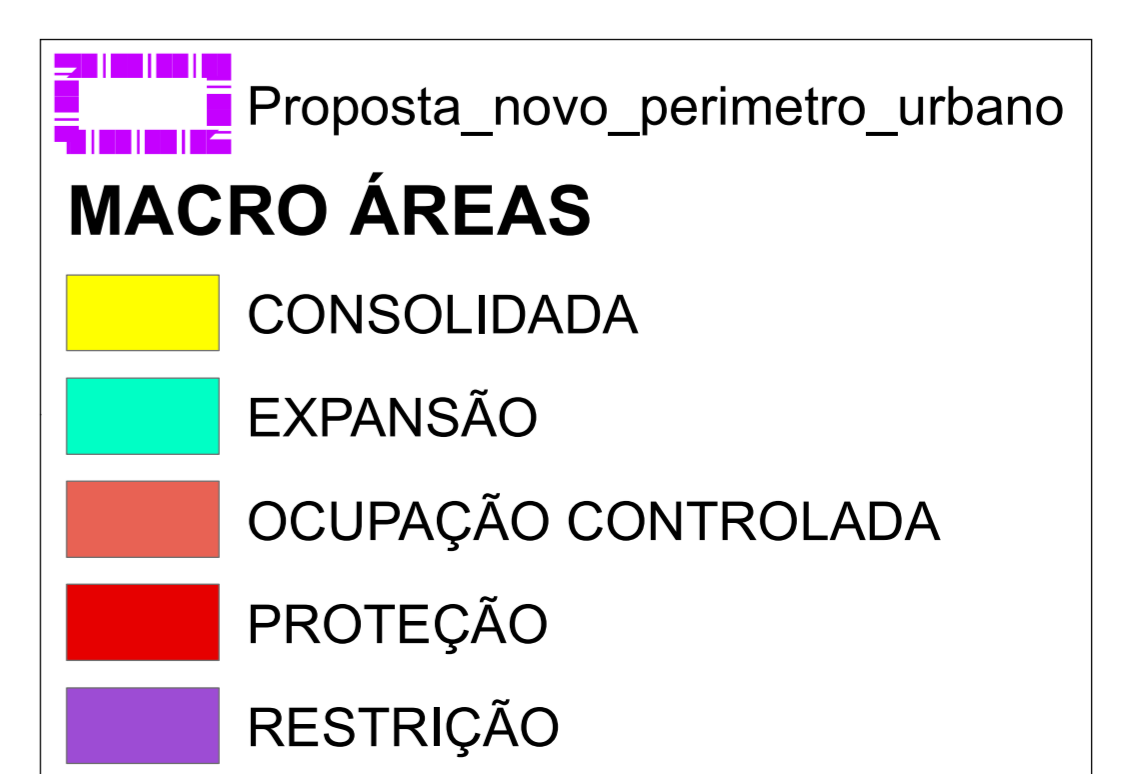 Proposta_novo_perimetro_urbano
MACRO ÁREAS
CONSOLIDADA
EXPANSÃO
OCUPAÇÃO CONTROLADA
PROTEÇÃO
RESTRIÇÃO